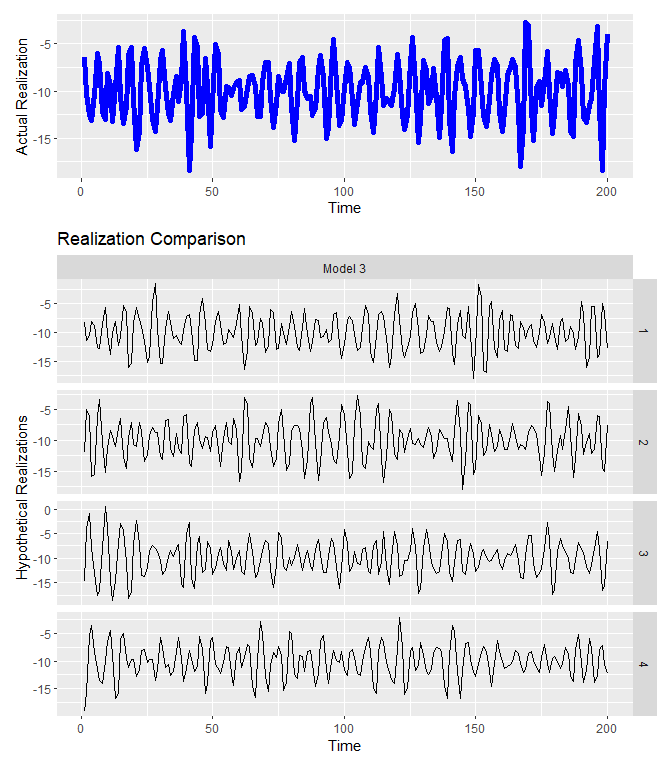 Actual Realization
-5
-10
-15
0 50 100 150 200
Time
Realization Comparison
Model 3
Hypothetical Realizations
-5
-10
-15
1
-5
-10
-15
2
0
-5
-10
-15
3
-5
-10
-15
4
0 50 100 150 200
Time